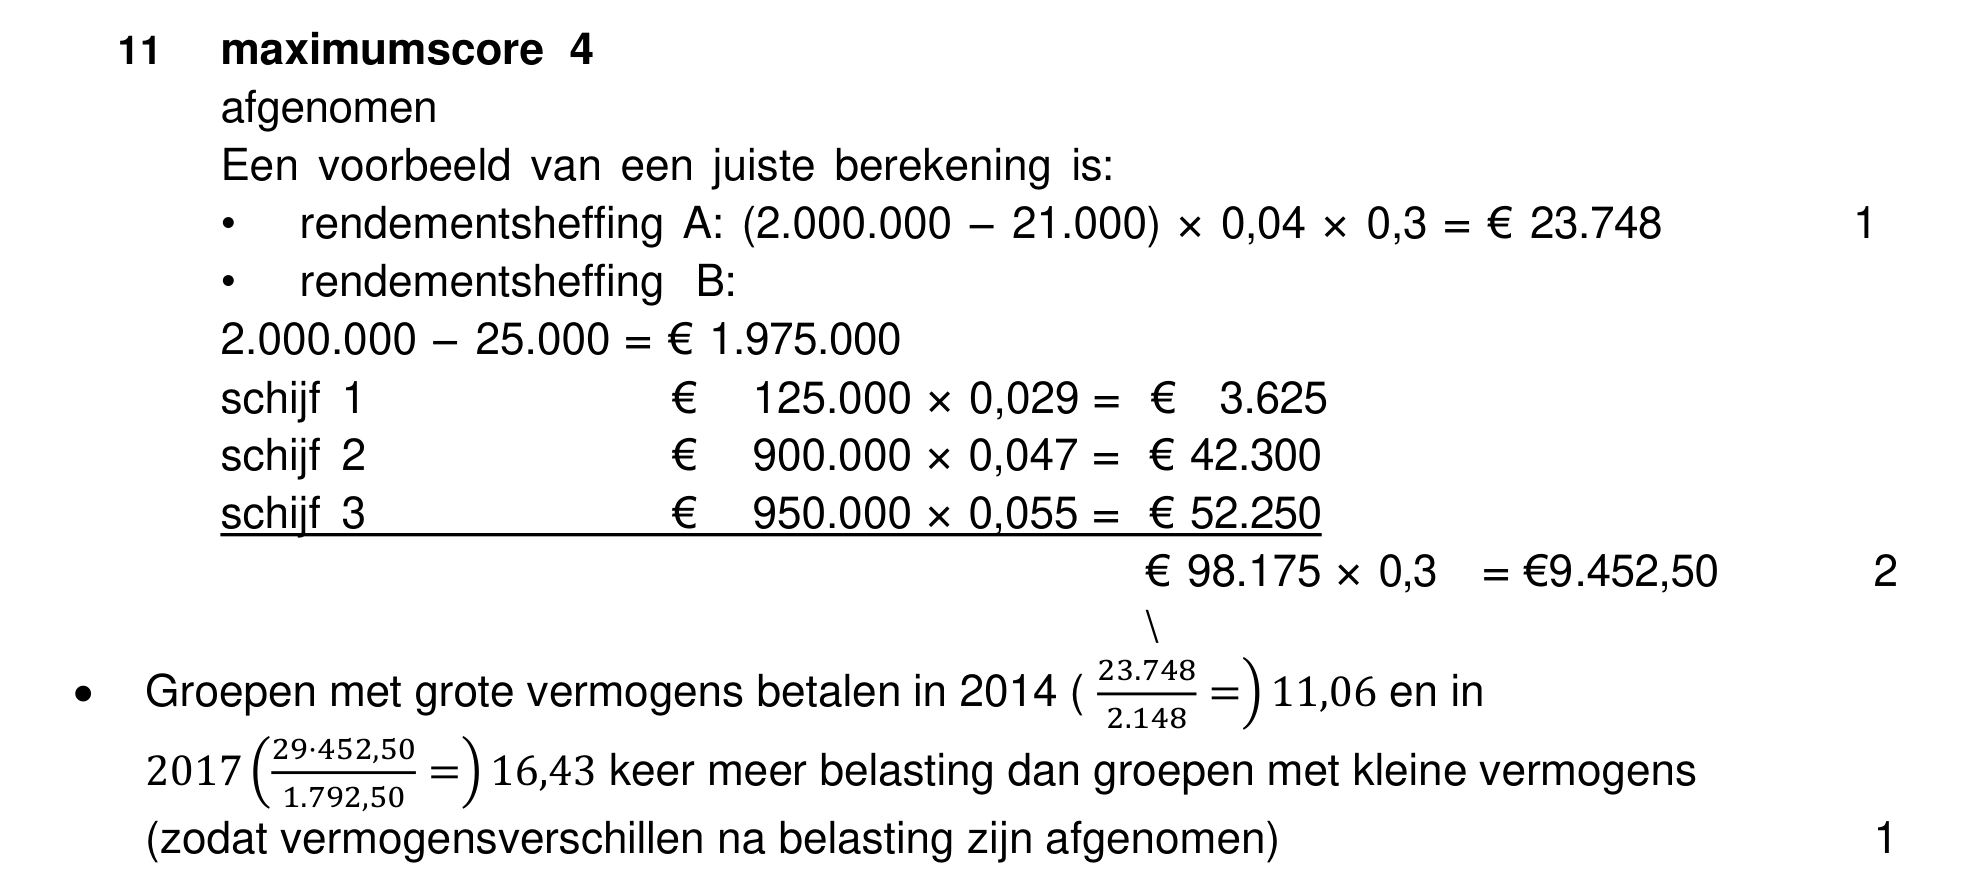 11 maximumscore 4
afgenomen
Een voorbeeld van een juiste berekening is:
• rendementsheffing A: (2.000.000 – 21.000) × 0,04 × 0,3 = € 23.748 1
• rendementsheffing B:
2.000.000 – 25.000 = € 1.975.000
schijf 1 € 125.000 × 0,029 = € 3.625
schijf 2 € 900.000 × 0,047 = € 42.300
schijf 3 € 950.000 × 0,055 = € 52.250
€ 98.175 × 0,3 = €9.452,50 2
\
• Groepen met grote vermogens betalen in 2014 ( 23.748/2.148 =) 11,06 en in
2017 (29·452,50/1.792,50 =) 16,43 keer meer belasting dan groepen met kleine vermogens
(zodat vermogensverschillen na belasting zijn afgenomen) 1